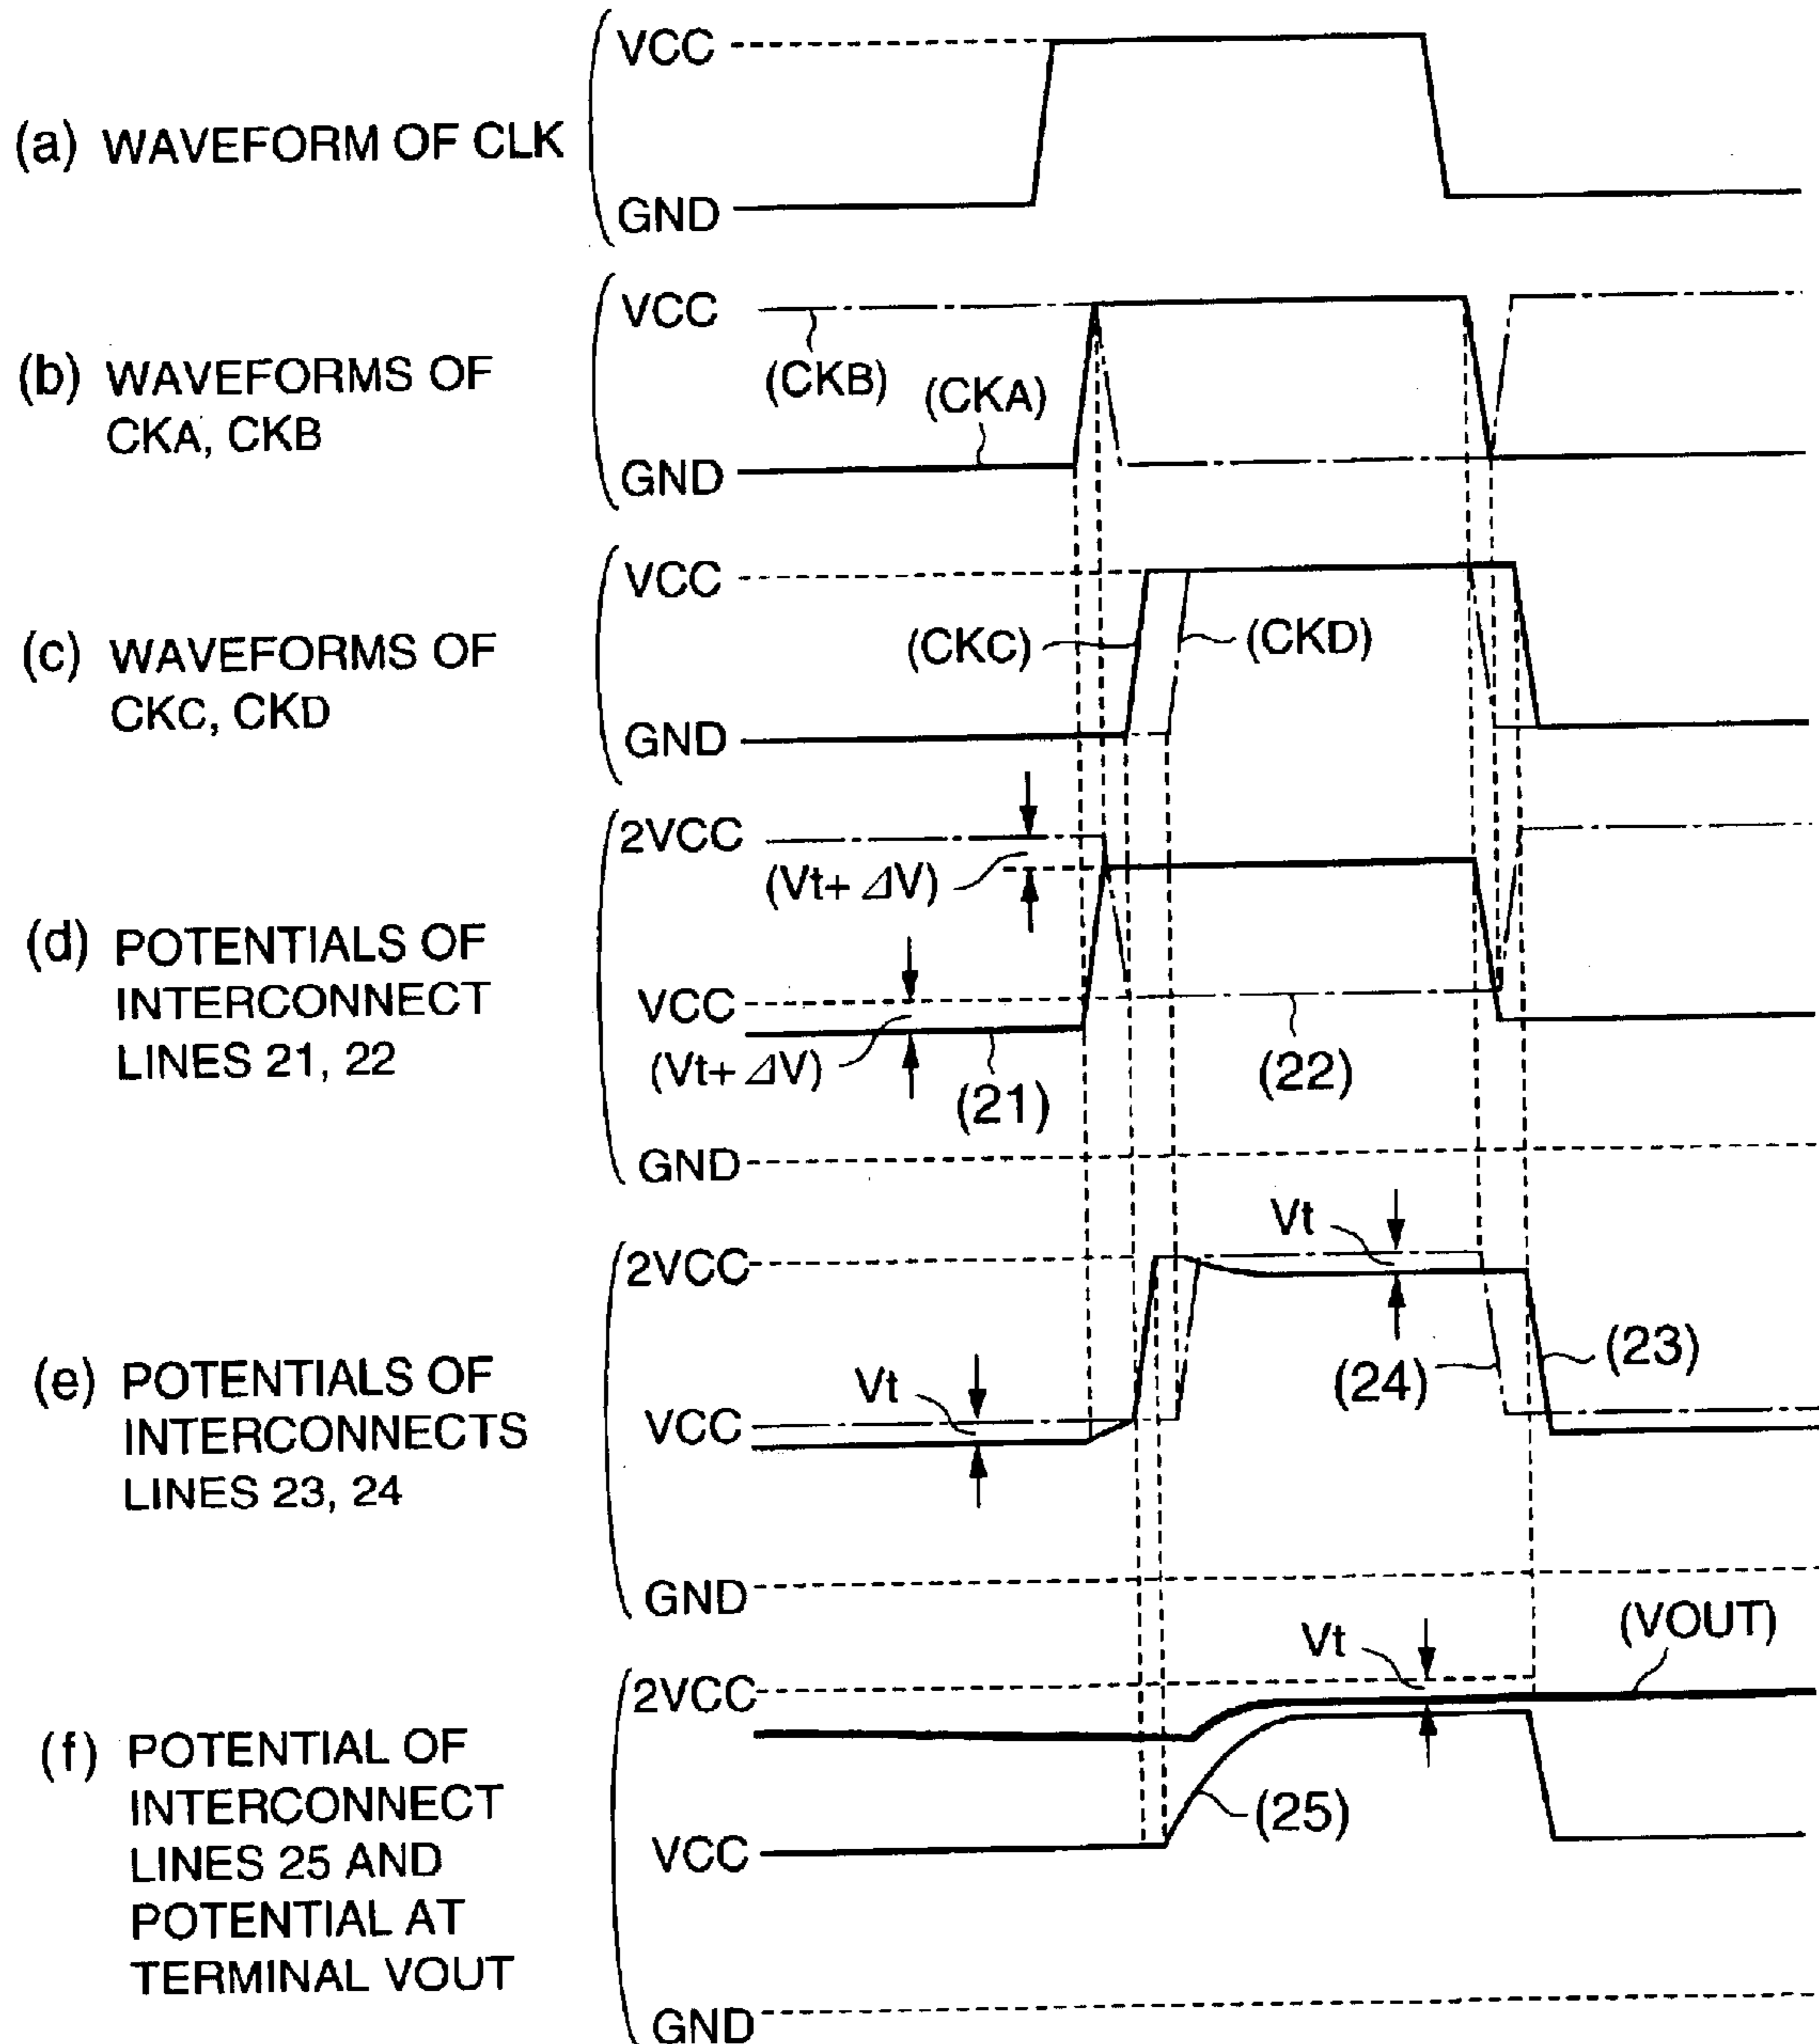 VCC
(a) WAVEFORM OF CLK
GND
VCC
(CKB)
(CKA)
(b) WAVEFORMS OF
CKA, CKB
GND
VCC
(CKC)
(CKD)
(c) WAVEFORMS OF
CKC, CKD
GND
2VCC
(Vt+ ΔV)
(d) POTENTIALS OF
INTERCONNECT
LINES 21, 22
VCC
(Vt+ ΔV)
(21)
(22)
GND
Vt
2VCC
(e) POTENTIALS OF
INTERCONNECTS
LINES 23, 24
Vt
(24)
(23)
VCC
GND
Vt
(VOUT)
2VCC
(f) POTENTIAL OF
INTERCONNECT
LINES 25 AND
POTENTIAL AT
TERMINAL VOUT
(25)
VCC
GND